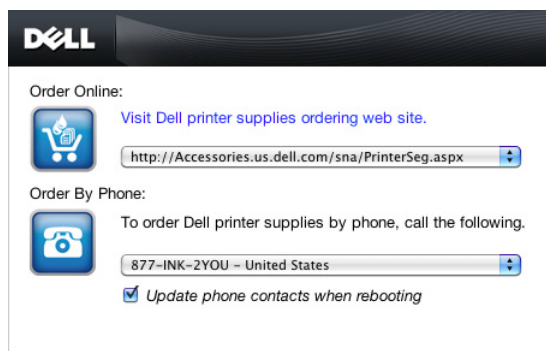 DELL
Order Online:
Visit Dell printer supplies ordering web site.
http://Accessories.us.dell.com/sna/PrinterSeg.aspx
Order By Phone:
To order Dell printer supplies by phone, call the following.
877-INK-2YOU – United States
Update phone contacts when rebooting